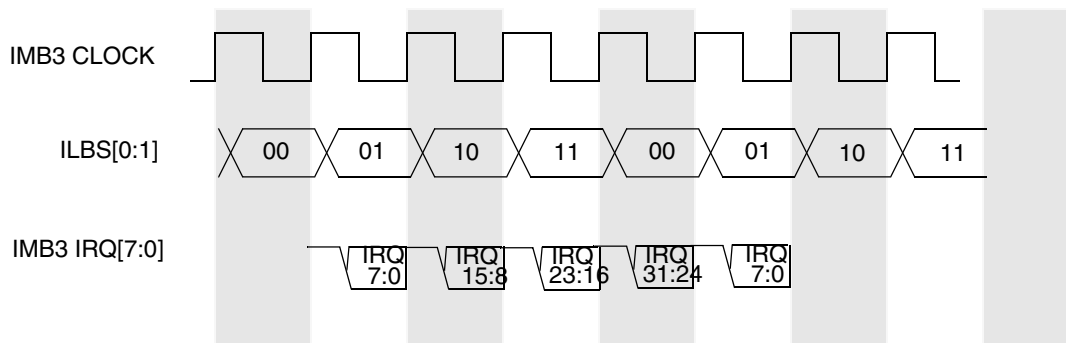 IMB3 CLOCK
ILBS[0:1]
00 01 10 11 00 01 10 11
IMB3 IRQ[7:0]
IRQ 7:0
IRQ 15:8
IRQ 23:16
IRQ 31:24
IRQ 7:0